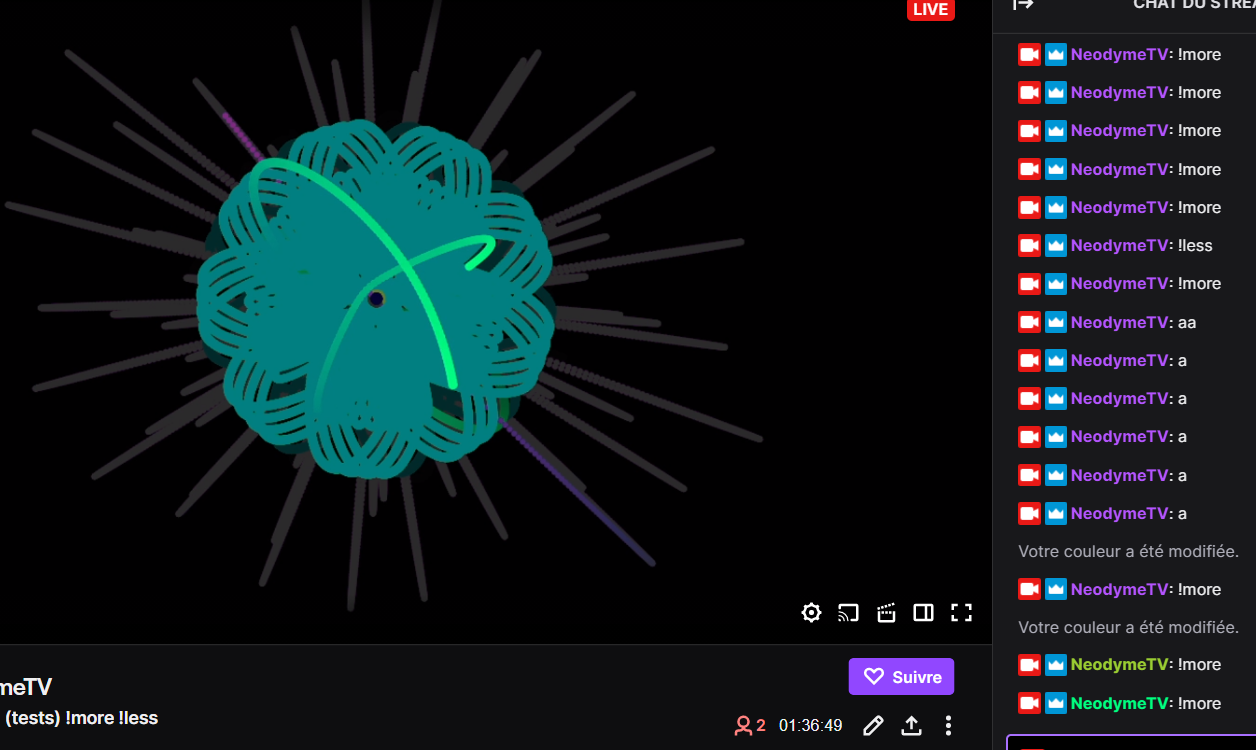 LIVE
CHAT DU STREA
NeodymeTV: !more
NeodymeTV: !more
NeodymeTV: !more
NeodymeTV: !more
NeodymeTV: !more
NeodymeTV: !less
NeodymeTV: !more
NeodymeTV: aa
NeodymeTV: a
NeodymeTV: a
NeodymeTV: a
NeodymeTV: a
NeodymeTV: a
Votre couleur a été modifiée.
NeodymeTV: !more
Votre couleur a été modifiée.
NeodymeTV: !more
NeodymeTV: !more
meTV
Suivre
(tests) !more !less
2 01:36:49